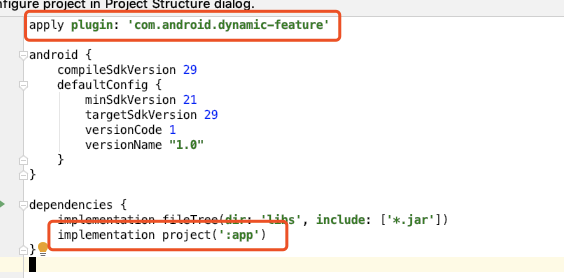 nfigure project in Project Structure dialog.
apply plugin: 'com.android.dynamic-feature'
android {
compileSdkVersion 29
defaultConfig {
minSdkVersion 21
targetSdkVersion 29
versionCode 1
versionName "1.0"
}
}
dependencies {
implementation fileTree(dir: 'libs', include: ['*.jar'])
implementation project(':app')
}